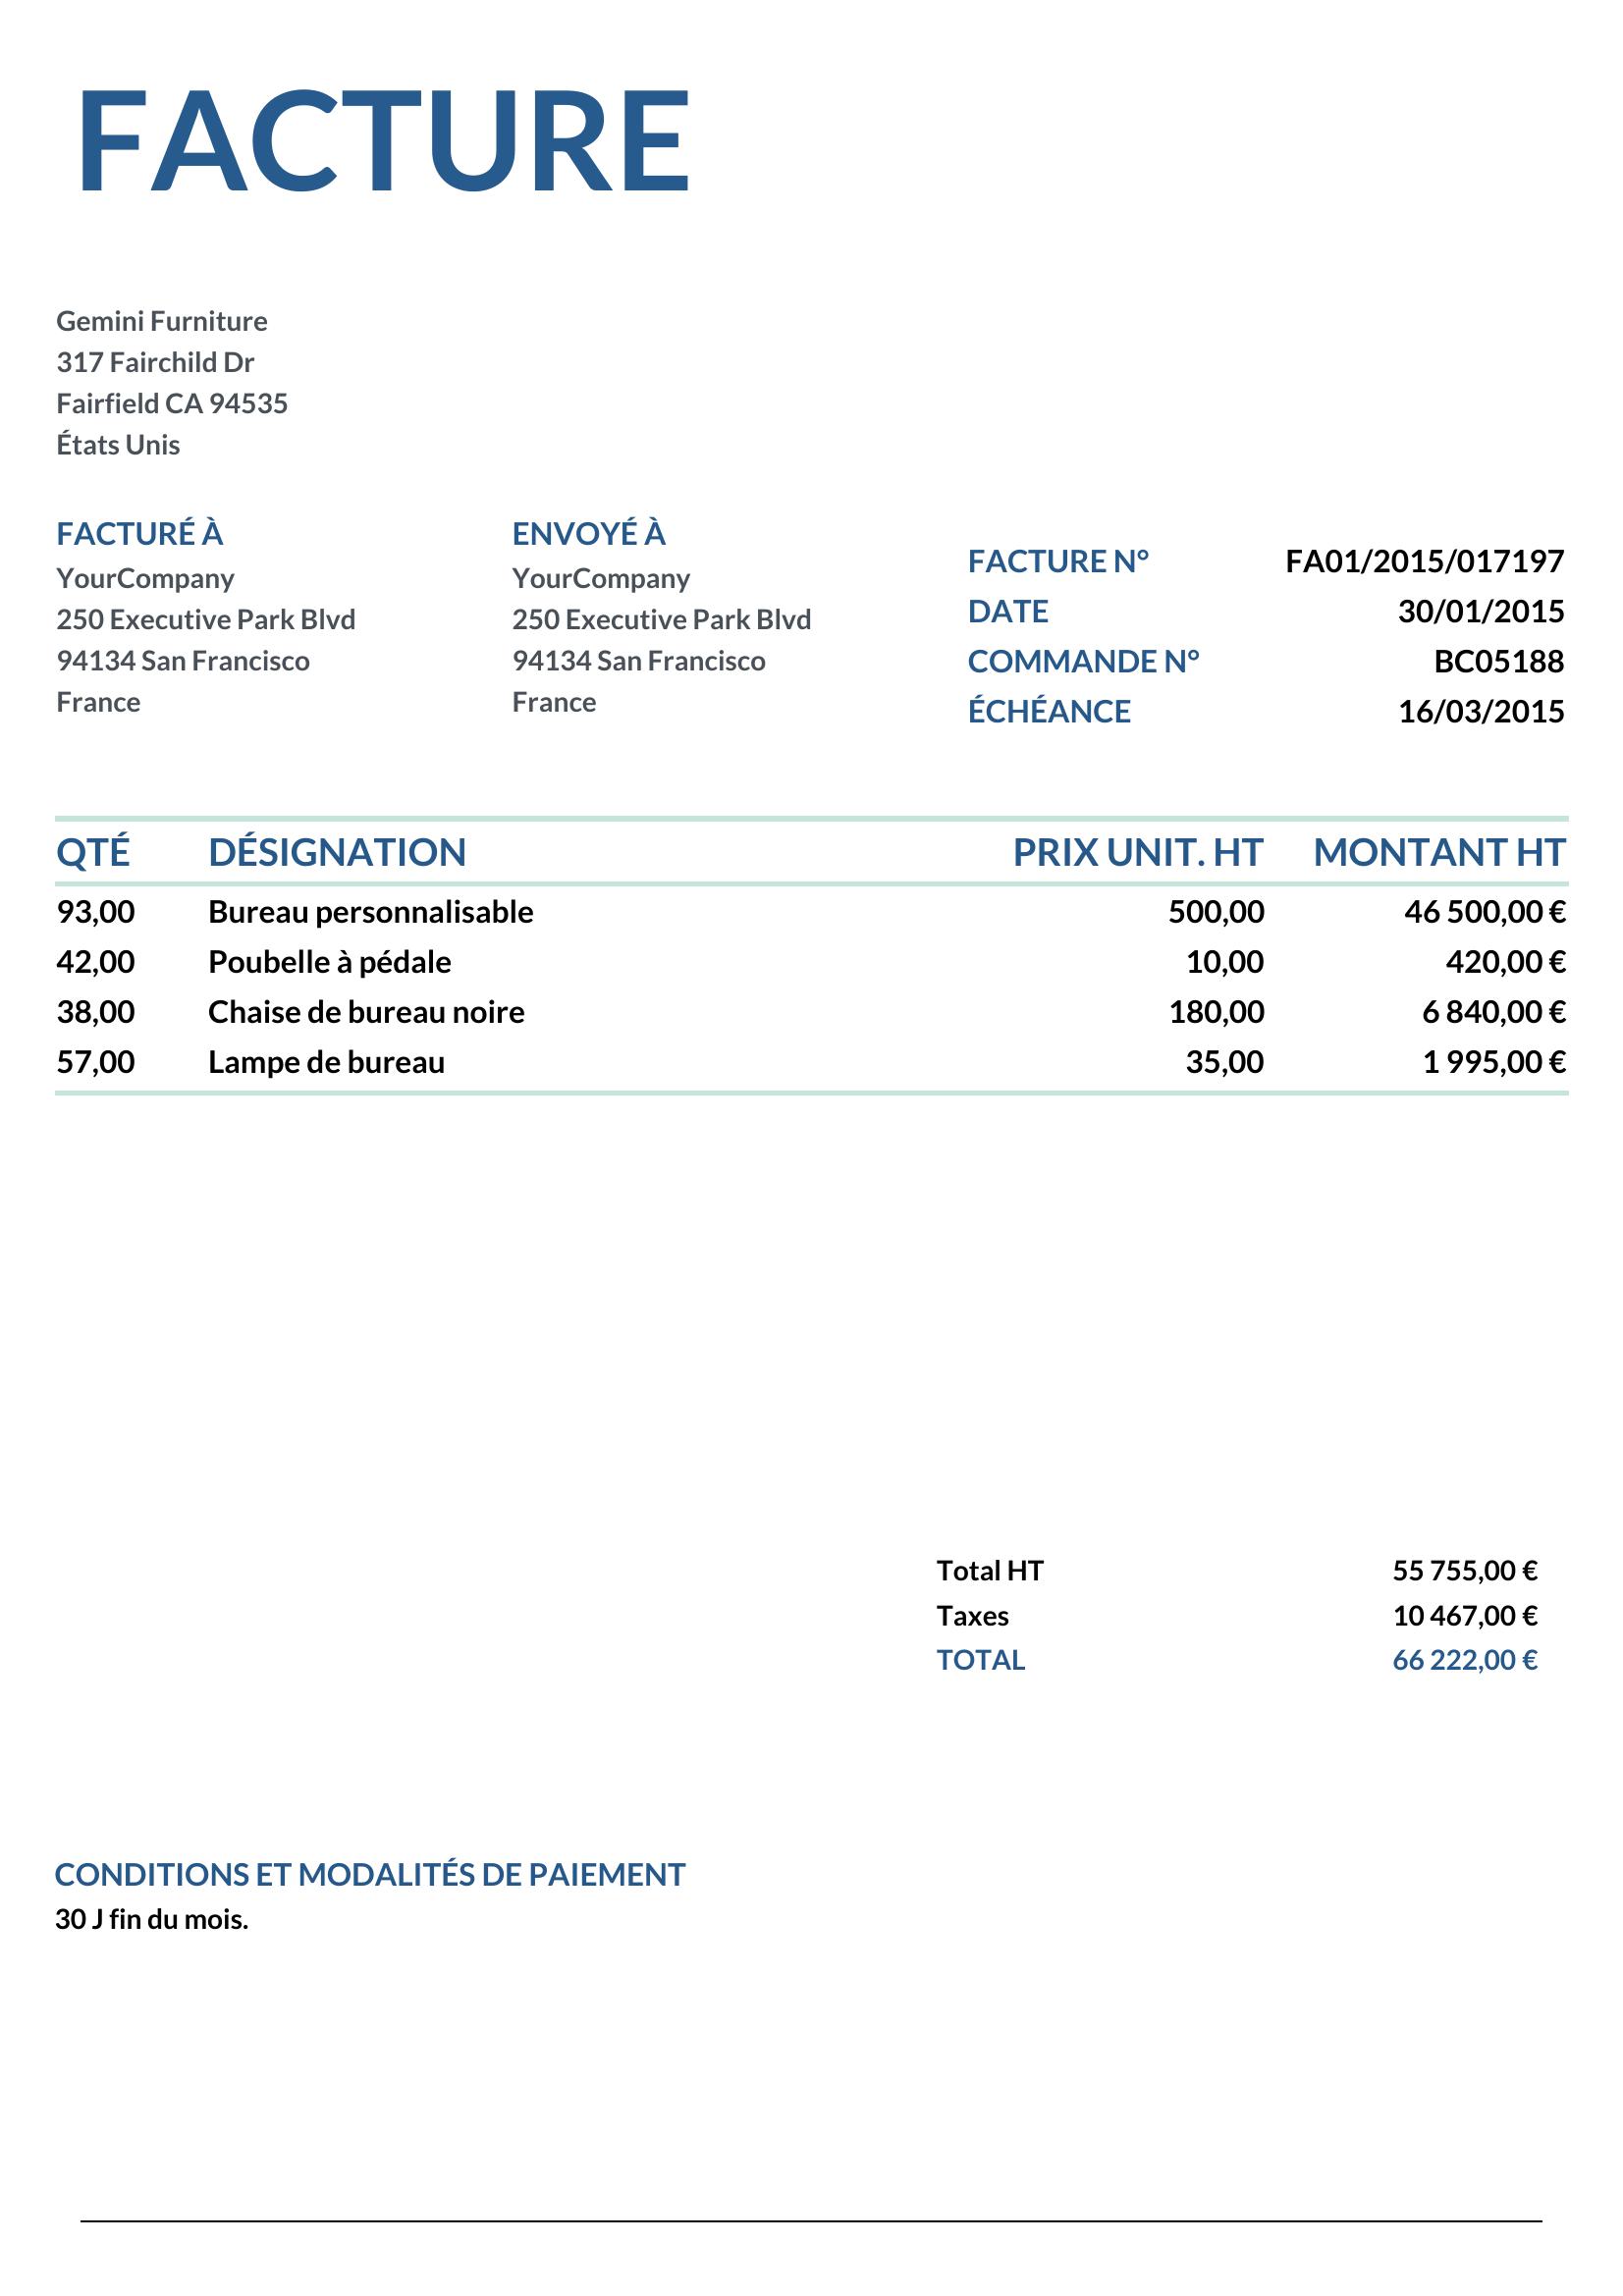 FACTURE
Gemini Furniture
317 Fairchild Dr
Fairfield CA 94535
États Unis
FACTURÉ À
YourCompany
250 Executive Park Blvd
94134 San Francisco
France
ENVOYÉ À
YourCompany
250 Executive Park Blvd
94134 San Francisco
France
FACTURE N° FA01/2015/017197
DATE 30/01/2015
COMMANDE N° BC05188
ÉCHÉANCE 16/03/2015
QTÉ DÉSIGNATION PRIX UNIT. HT MONTANT HT
93,00 Bureau personnalisable 500,00 46 500,00 €
42,00 Poubelle à pédale 10,00 420,00 €
38,00 Chaise de bureau noire 180,00 6 840,00 €
57,00 Lampe de bureau 35,00 1 995,00 €
Total HT 55 755,00 €
Taxes 10 467,00 €
TOTAL 66 222,00 €
CONDITIONS ET MODALITÉS DE PAIEMENT
30 J fin du mois.